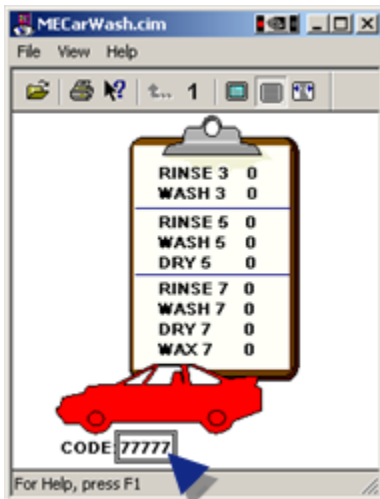 MECarWash.cim
File View Help
t... 1
RINSE 3 0
WASH 3 0
RINSE 5 0
WASH 5 0
DRY 5 0
RINSE 7 0
WASH 7 0
DRY 7 0
WAX 7 0
CODE: 77777
For Help, press F1